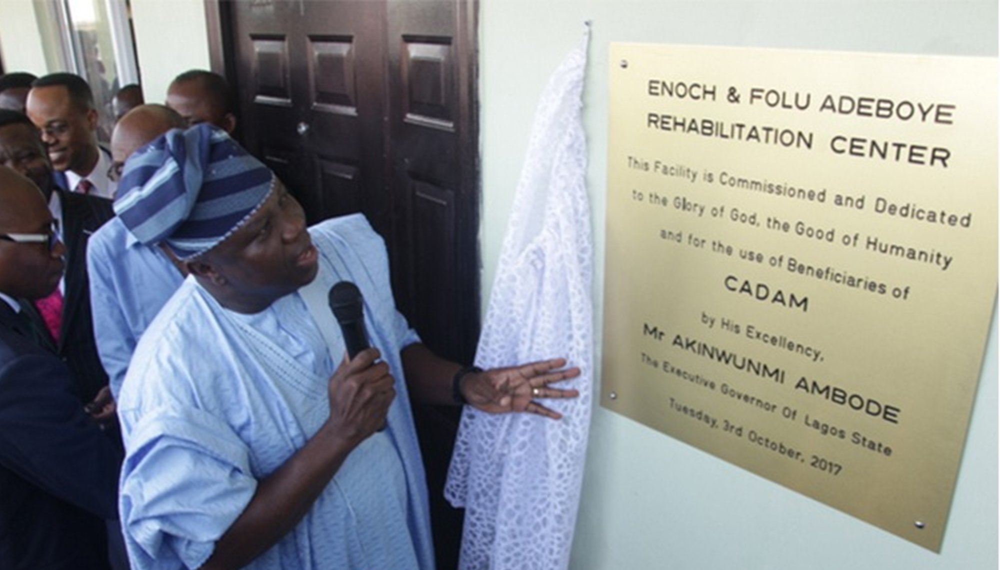 ENOCH & FOLU ADEBOYE
REHABILITATION CENTER
This Facility is Commissioned and Dedicated
to the Glory of God, the Good of Humanity
and for the use of Beneficiaries of
CADAM
by His Excellency,
Mr AKINWUNMI AMBODE
The Executive Governor Of Lagos State
Tuesday, 3rd October, 2017